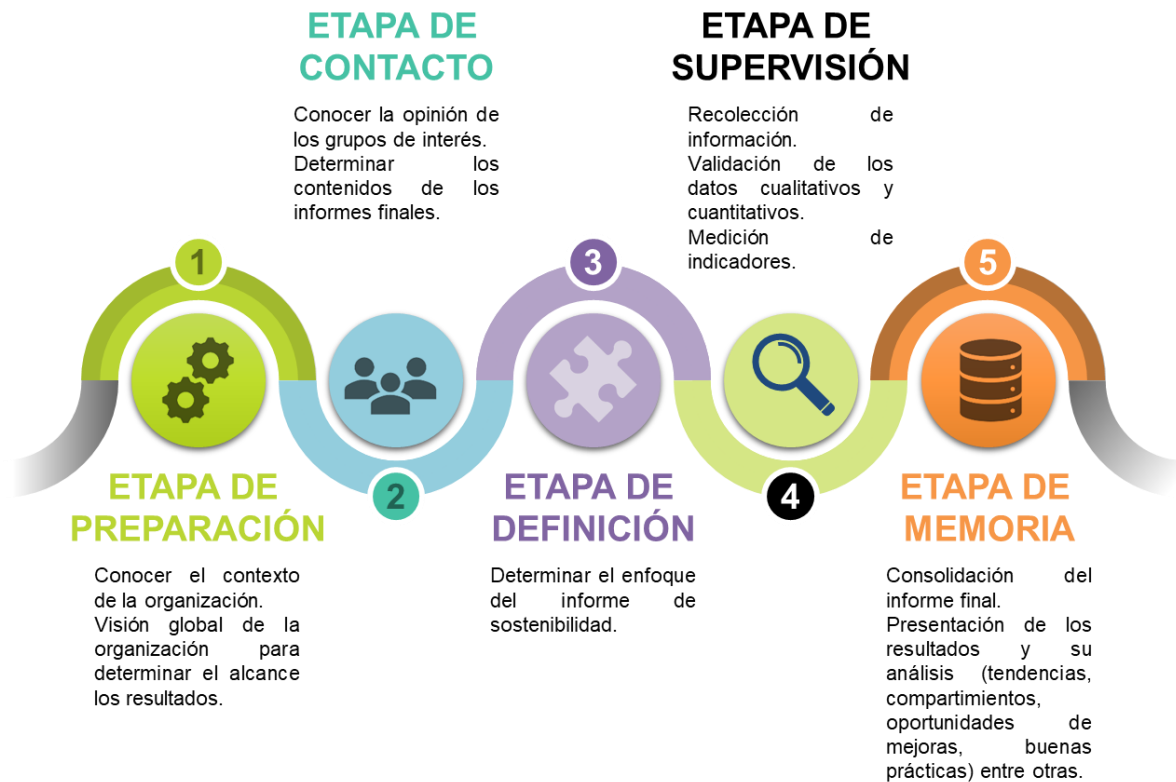 ETAPA DE
CONTACTO
Conocer la opinión de
los grupos de interés.
Determinar los
contenidos de los
informes finales.
ETAPA DE
SUPERVISIÓN
Recolección de
información.
Validación de los
datos cualitativos y
cuantitativos.
Medición de
indicadores.
1
3
5
2
4
ETAPA DE
PREPARACIÓN
Conocer el contexto
de la organización.
Visión global de la
organización para
determinar el alcance
los resultados.
ETAPA DE
DEFINICIÓN
Determinar el enfoque
del informe de
sostenibilidad.
ETAPA DE
MEMORIA
Consolidación del
informe final.
Presentación de los
resultados y su
análisis (tendencias,
compartimientos,
oportunidades de
mejoras, buenas
prácticas) entre otras.